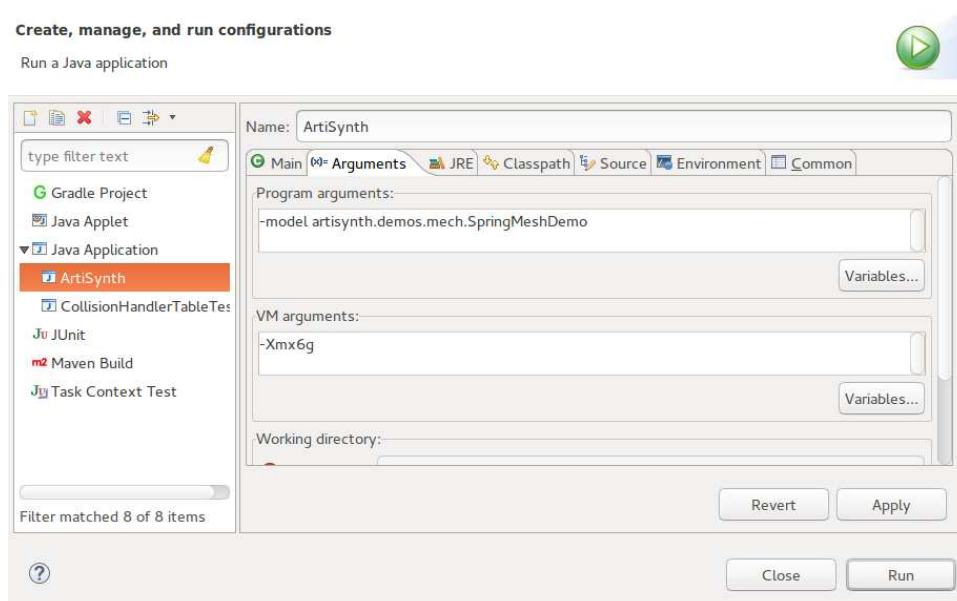 Create, manage, and run configurations
Run a Java application
type filter text
G Gradle Project
Java Applet
Java Application
ArtiSynth
CollisionHandlerTableTes
Ju JUnit
m2 Maven Build
Ju Task Context Test
Filter matched 8 of 8 items
Name: ArtiSynth
Main (x)= Arguments JRE Classpath Source Environment Common
Program arguments:
-model artisynth.demos.mech.SpringMeshDemo
Variables...
VM arguments:
-Xmx6g
Variables...
Working directory:
Revert Apply
? Close Run